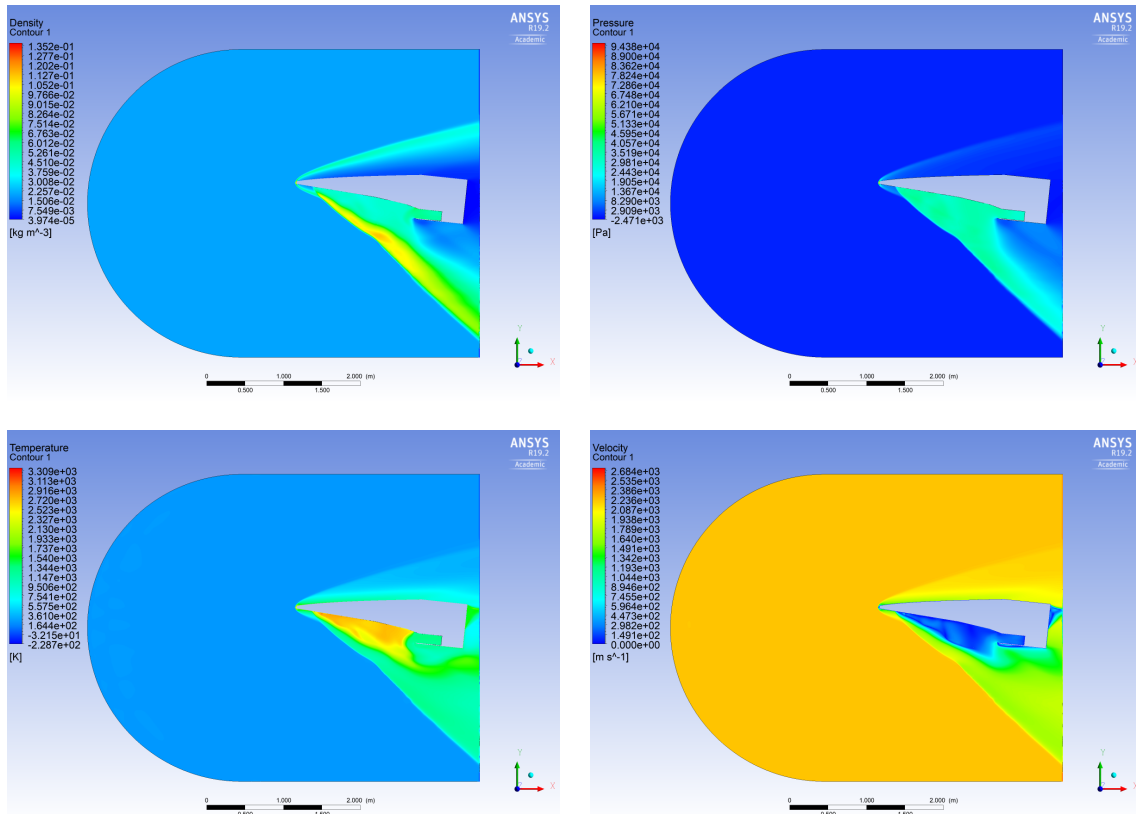 Density
Contour 1
1.352e-01
1.277e-01
1.202e-01
1.127e-01
1.052e-01
9.766e-02
9.015e-02
8.264e-02
7.514e-02
6.763e-02
6.012e-02
5.261e-02
4.510e-02
3.759e-02
3.008e-02
2.257e-02
1.506e-02
7.549e-03
3.974e-05
[kg m^-3]
ANSYS
R19.2
Academic
Y
X
0 1.000 2.000 (m)
0.500 1.500
Pressure
Contour 1
9.438e+04
8.900e+04
8.362e+04
7.824e+04
7.286e+04
6.748e+04
6.210e+04
5.671e+04
5.133e+04
4.595e+04
4.057e+04
3.519e+04
2.981e+04
2.443e+04
1.905e+04
1.367e+04
8.290e+03
2.909e+03
-2.471e+03
[Pa]
ANSYS
R19.2
Academic
Y
X
0 1.000 2.000 (m)
0.500 1.500
Temperature
Contour 1
3.309e+03
3.113e+03
2.916e+03
2.720e+03
2.523e+03
2.327e+03
2.130e+03
1.933e+03
1.737e+03
1.540e+03
1.344e+03
1.147e+03
9.506e+02
7.541e+02
5.575e+02
3.610e+02
1.644e+02
-3.215e+01
-2.287e+02
[K]
ANSYS
R19.2
Academic
Y
X
0 1.000 2.000 (m)
0.500 1.500
Velocity
Contour 1
2.684e+03
2.535e+03
2.386e+03
2.236e+03
2.087e+03
1.938e+03
1.789e+03
1.640e+03
1.491e+03
1.342e+03
1.193e+03
1.044e+03
8.946e+02
7.455e+02
5.964e+02
4.473e+02
2.982e+02
1.491e+02
0.000e+00
[m s^-1]
ANSYS
R19.2
Academic
Y
X
0 1.000 2.000 (m)
0.500 1.500